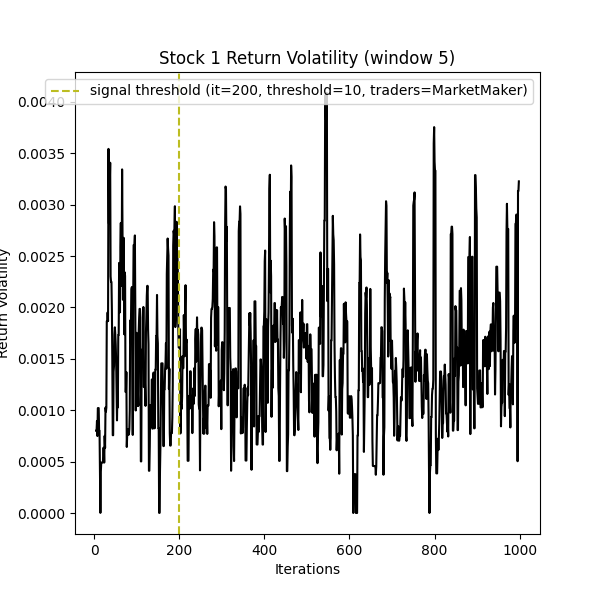 Stock 1 Return Volatility (window 5)
signal threshold (it=200, threshold=10, traders=MarketMaker)
0.0040
0.0035
0.0030
0.0025
0.0020
0.0015
0.0010
0.0005
0.0000
Return Volatility
0 200 400 600 800 1000
Iterations